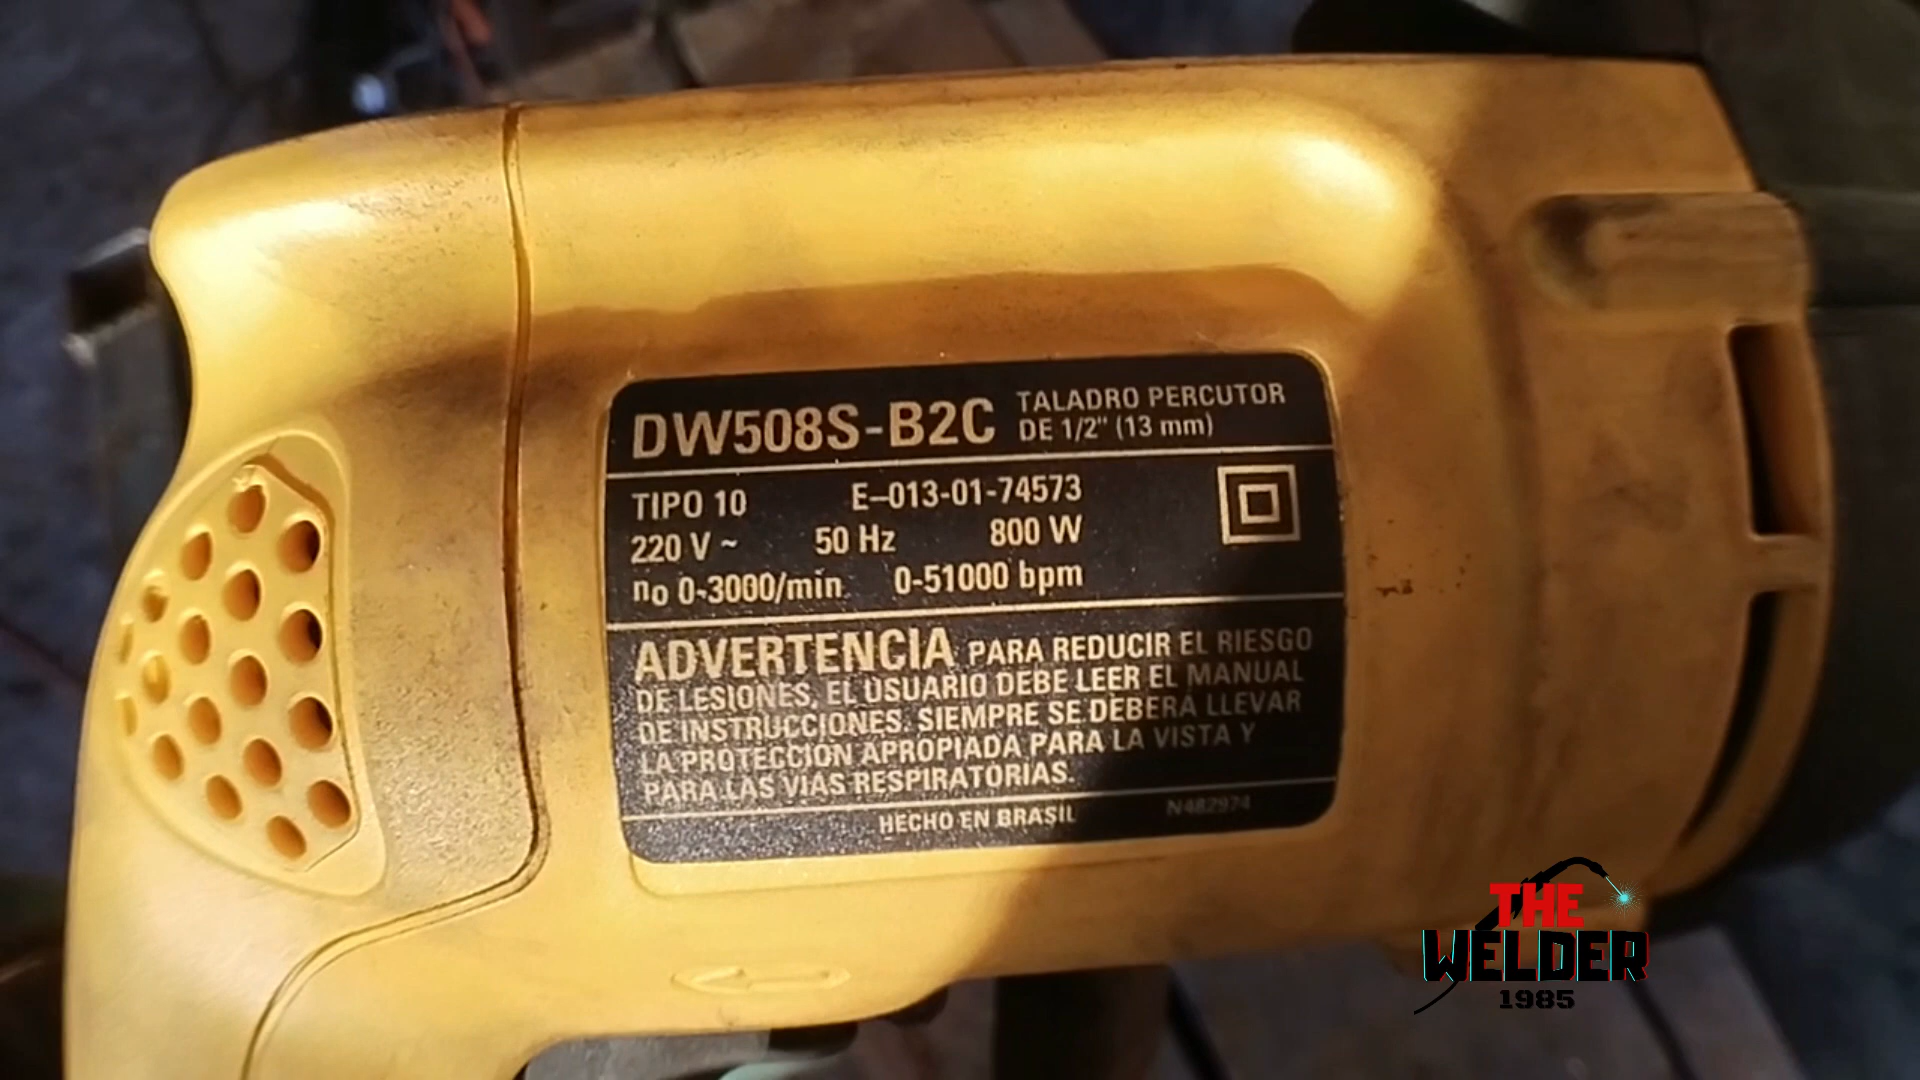 DW508S-B2C TALADRO PERCUTOR
DE 1/2" (13 mm)
TIPO 10 E–013-01-74573
220 V ~ 50 Hz 800 W
no 0-3000/min 0-51000 bpm
ADVERTENCIA PARA REDUCIR EL RIESGO
DE LESIONES, EL USUARIO DEBE LEER EL MANUAL
DE INSTRUCCIONES. SIEMPRE SE DEBERÁ LLEVAR
LA PROTECCIÓN APROPIADA PARA LA VISTA Y
PARA LAS VIAS RESPIRATORIAS.
HECHO EN BRASIL N482974
THE
WELDER
1985